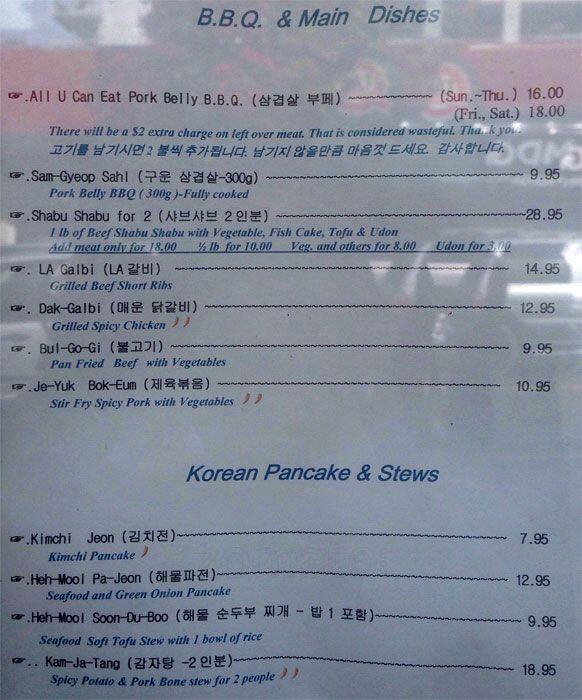 B.B.Q. & Main Dishes
☞.All U Can Eat Pork Belly B.B.Q. (삼겹살 부페) (Sun.~Thu.) 16.00
(Fri., Sat.) 18.00
There will be a $2 extra charge on left over meat. That is considered wasteful. Thank you.
고기를 남기시면 2 불씩 추가됩니다. 남기지 않을만큼 마음껏 드세요. 감사합니다.
☞.Sam-Gyeop Sahl (구운 삼겹살-300g) 9.95
Pork Belly BBQ ( 300g )-Fully cooked
☞.Shabu Shabu for 2 (샤브샤브 2인분) 28.95
1 lb of Beef Shabu Shabu with Vegetable, Fish Cake, Tofu & Udon
Add meat only for 18.00 ½ lb for 10.00 Veg. and others for 8.00 Udon for 3.00
☞. LA Galbi (LA갈비) 14.95
Grilled Beef Short Ribs
☞. Dak-Galbi (매운 닭갈비) 12.95
Grilled Spicy Chicken
☞. Bul-Go-Gi (불고기) 9.95
Pan Fried Beef with Vegetables
☞.Je-Yuk Bok-Eum (제육볶음) 10.95
Stir Fry Spicy Pork with Vegetables
Korean Pancake & Stews
☞.Kimchi Jeon (김치전) 7.95
Kimchi Pancake
☞.Heh-Mool Pa-Jeon (해물파전) 12.95
Seafood and Green Onion Pancake
☞.Heh-Mool Soon-Du-Boo (해물 순두부 찌개 - 밥 1 포함) 9.95
Seafood Soft Tofu Stew with 1 bowl of rice
☞.. Kam-Ja-Tang (감자탕 -2인분) 18.95
Spicy Potato & Pork Bone stew for 2 people